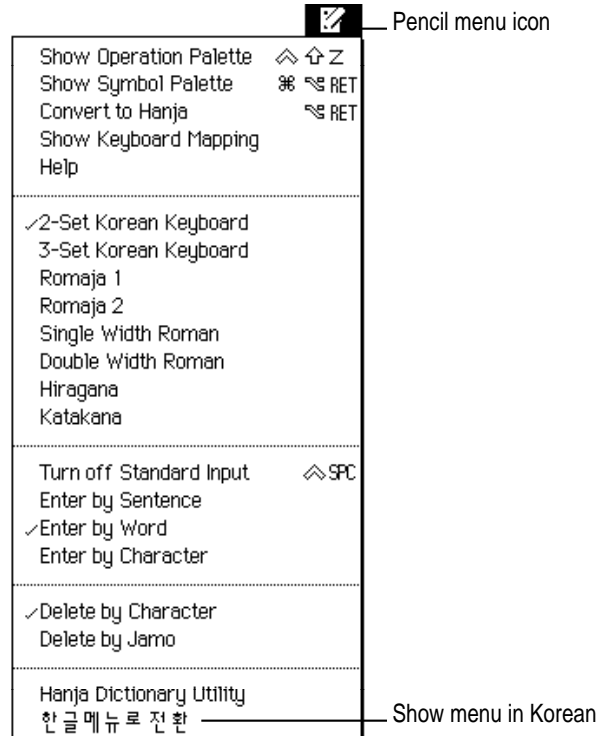 Pencil menu icon
Show Operation Palette ⌃ ⇧ Z
Show Symbol Palette ⌘ ⌥ RET
Convert to Hanja ⌥ RET
Show Keyboard Mapping
Help
✓2-Set Korean Keyboard
3-Set Korean Keyboard
Romaja 1
Romaja 2
Single Width Roman
Double Width Roman
Hiragana
Katakana
Turn off Standard Input ⌃ SPC
Enter by Sentence
✓Enter by Word
Enter by Character
✓Delete by Character
Delete by Jamo
Hanja Dictionary Utility
한글메뉴로 전환 Show menu in Korean